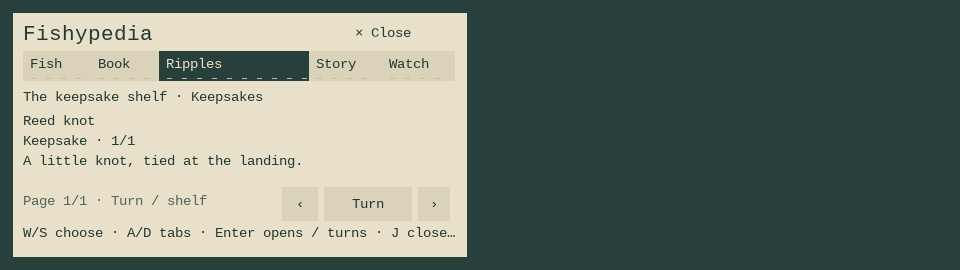 Fishypedia
× Close
Fish Book Ripples Story Watch
The keepsake shelf · Keepsakes
Reed knot
Keepsake · 1/1
A little knot, tied at the landing.
Page 1/1 · Turn / shelf
‹ Turn ›
W/S choose · A/D tabs · Enter opens / turns · J close…